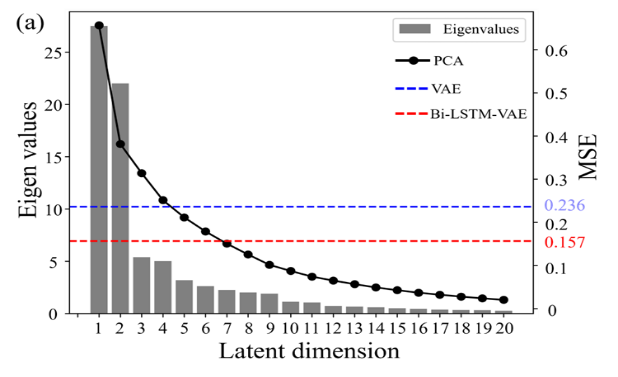 (a)
Eigenvalues
PCA
VAE
Bi-LSTM-VAE
Eigen values
25
20
15
10
5
0
MSE
0.6
0.5
0.4
0.3
0.236
0.2
0.157
0.1
0
1 2 3 4 5 6 7 8 9 10 11 12 13 14 15 16 17 18 19 20
Latent dimension